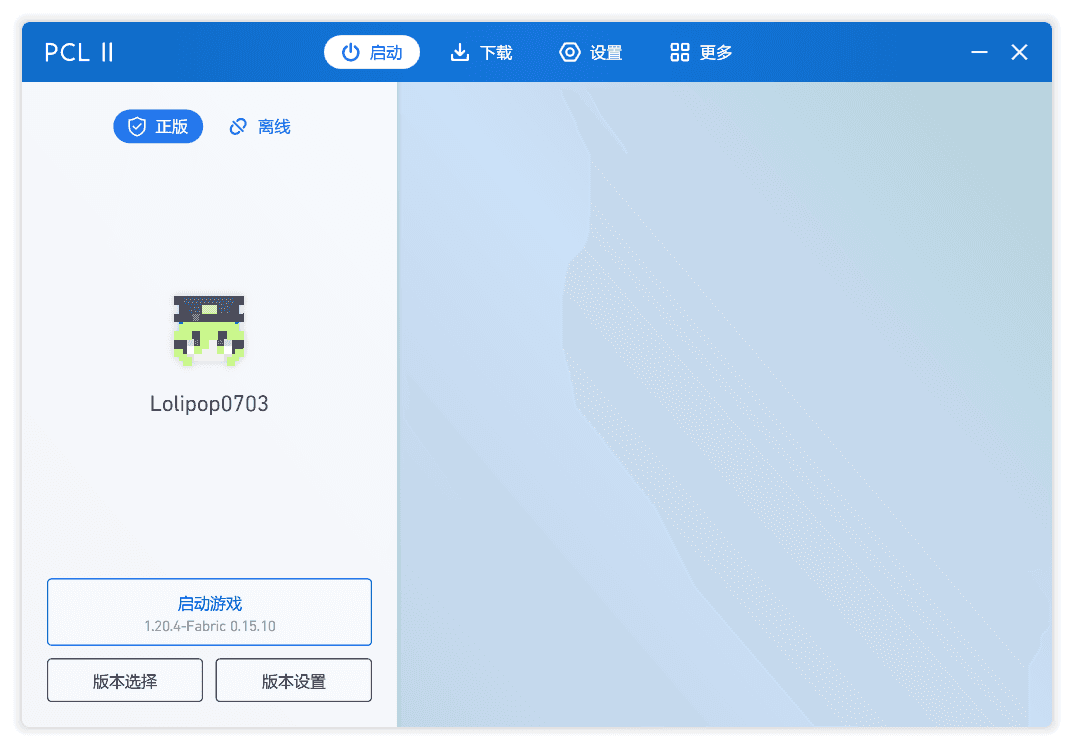 PCL II 启动 下载 设置 更多
正版 离线
Lolipop0703
启动游戏
1.20.4-Fabric 0.15.10
版本选择 版本设置